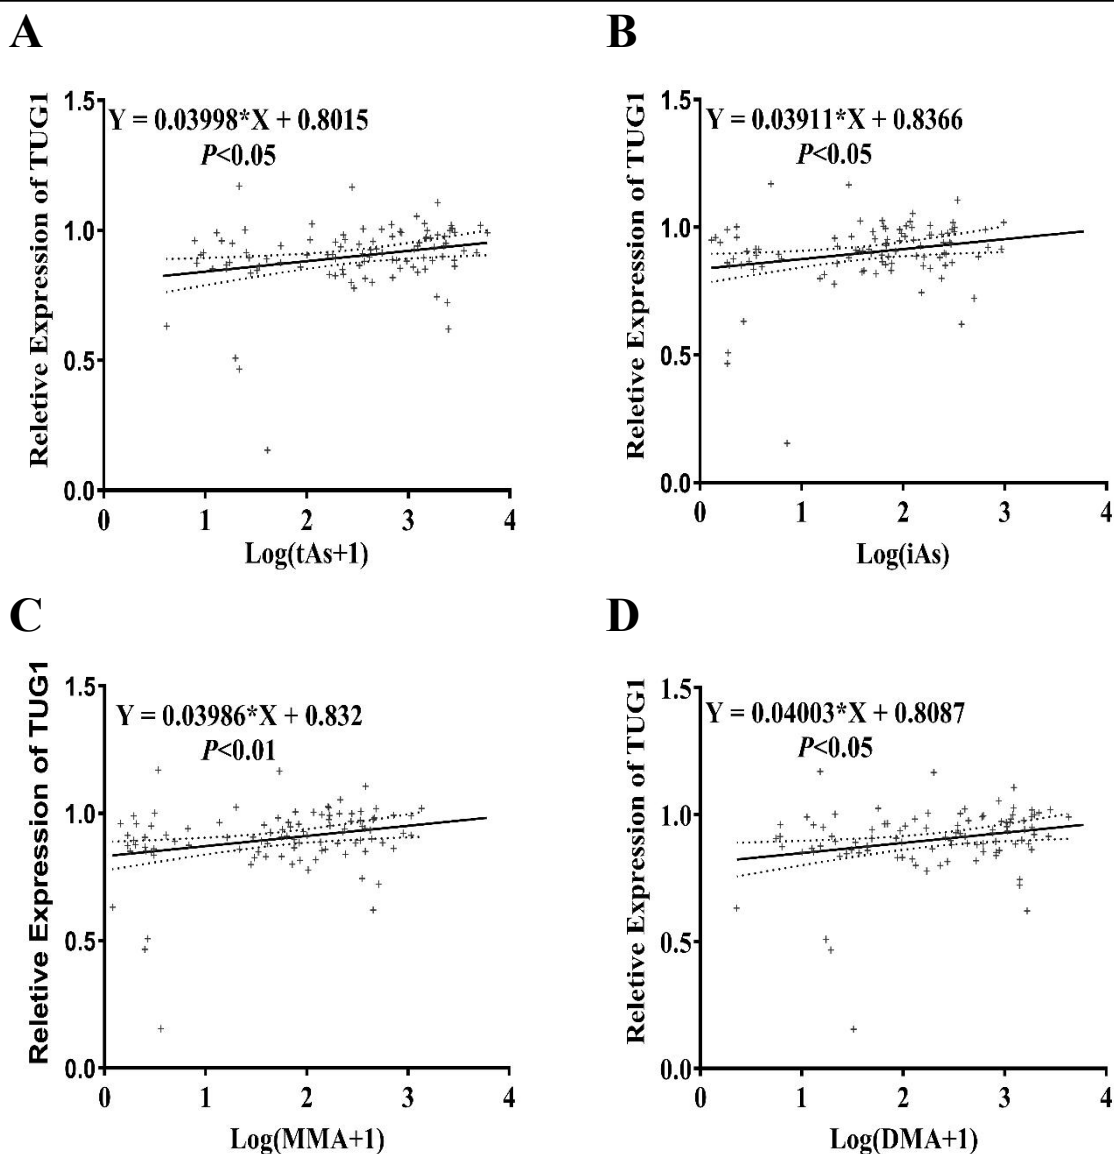 A
Y = 0.03998*X + 0.8015
P<0.05
Reletive Expression of TUG1
1.5
1.0
0.5
0.0
0 1 2 3 4
Log(tAs+1)
B
Y = 0.03911*X + 0.8366
P<0.05
Reletive Expression of TUG1
1.5
1.0
0.5
0.0
0 1 2 3 4
Log(iAs)
C
Y = 0.03986*X + 0.832
P<0.01
Reletive Expression of TUG1
1.5
1.0
0.5
0.0
0 1 2 3 4
Log(MMA+1)
D
Y = 0.04003*X + 0.8087
P<0.05
Reletive Expression of TUG1
1.5
1.0
0.5
0.0
0 1 2 3 4
Log(DMA+1)